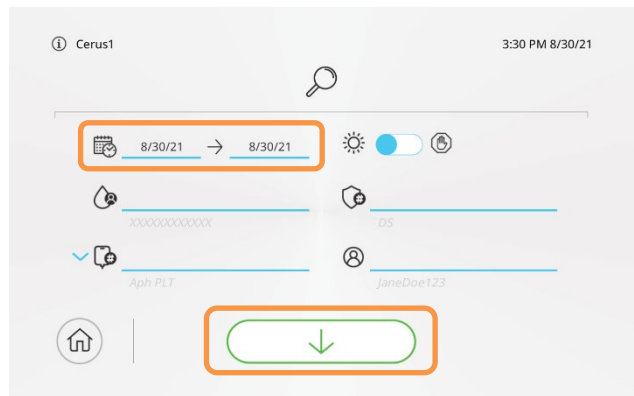 Cerus1
3:30 PM 8/30/21
8/30/21 → 8/30/21
XXXXXXXXXXXX
DS
Aph PLT
JaneDoe123